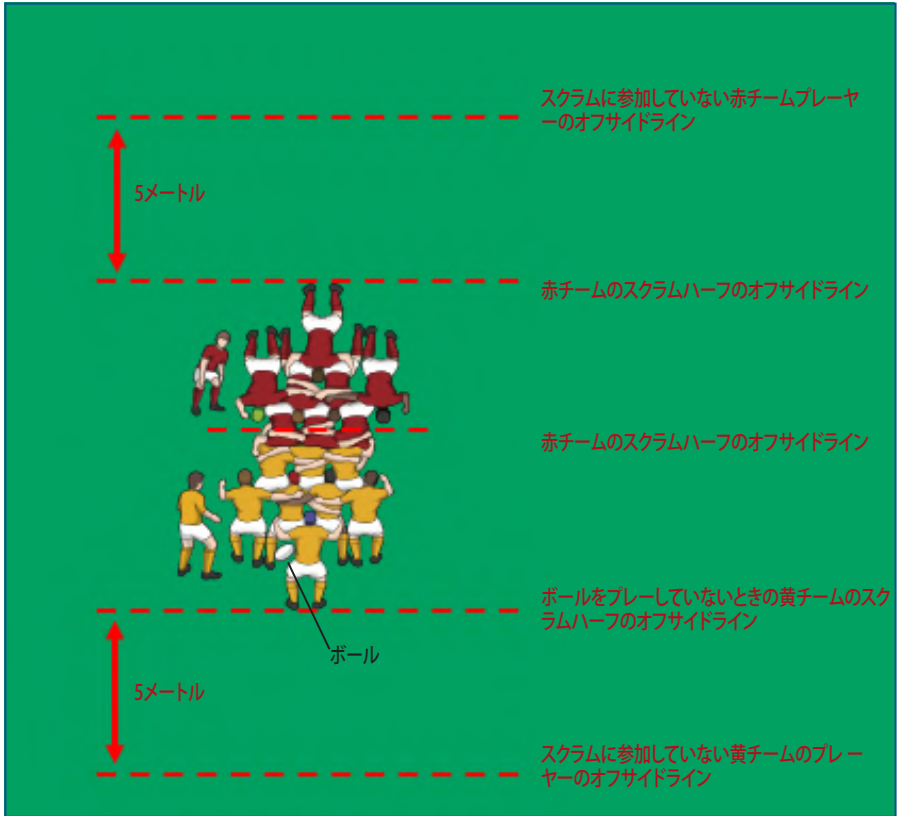 スクラムに参加していない赤チームプレーヤ
ーのオフサイドライン
5メートル
赤チームのスクラムハーフのオフサイドライン
赤チームのスクラムハーフのオフサイドライン
ボールをプレーしていないときの黄チームのスク
ラムハーフのオフサイドライン
ボール
5メートル
スクラムに参加していない黄チームのプレー
ヤーのオフサイドライン